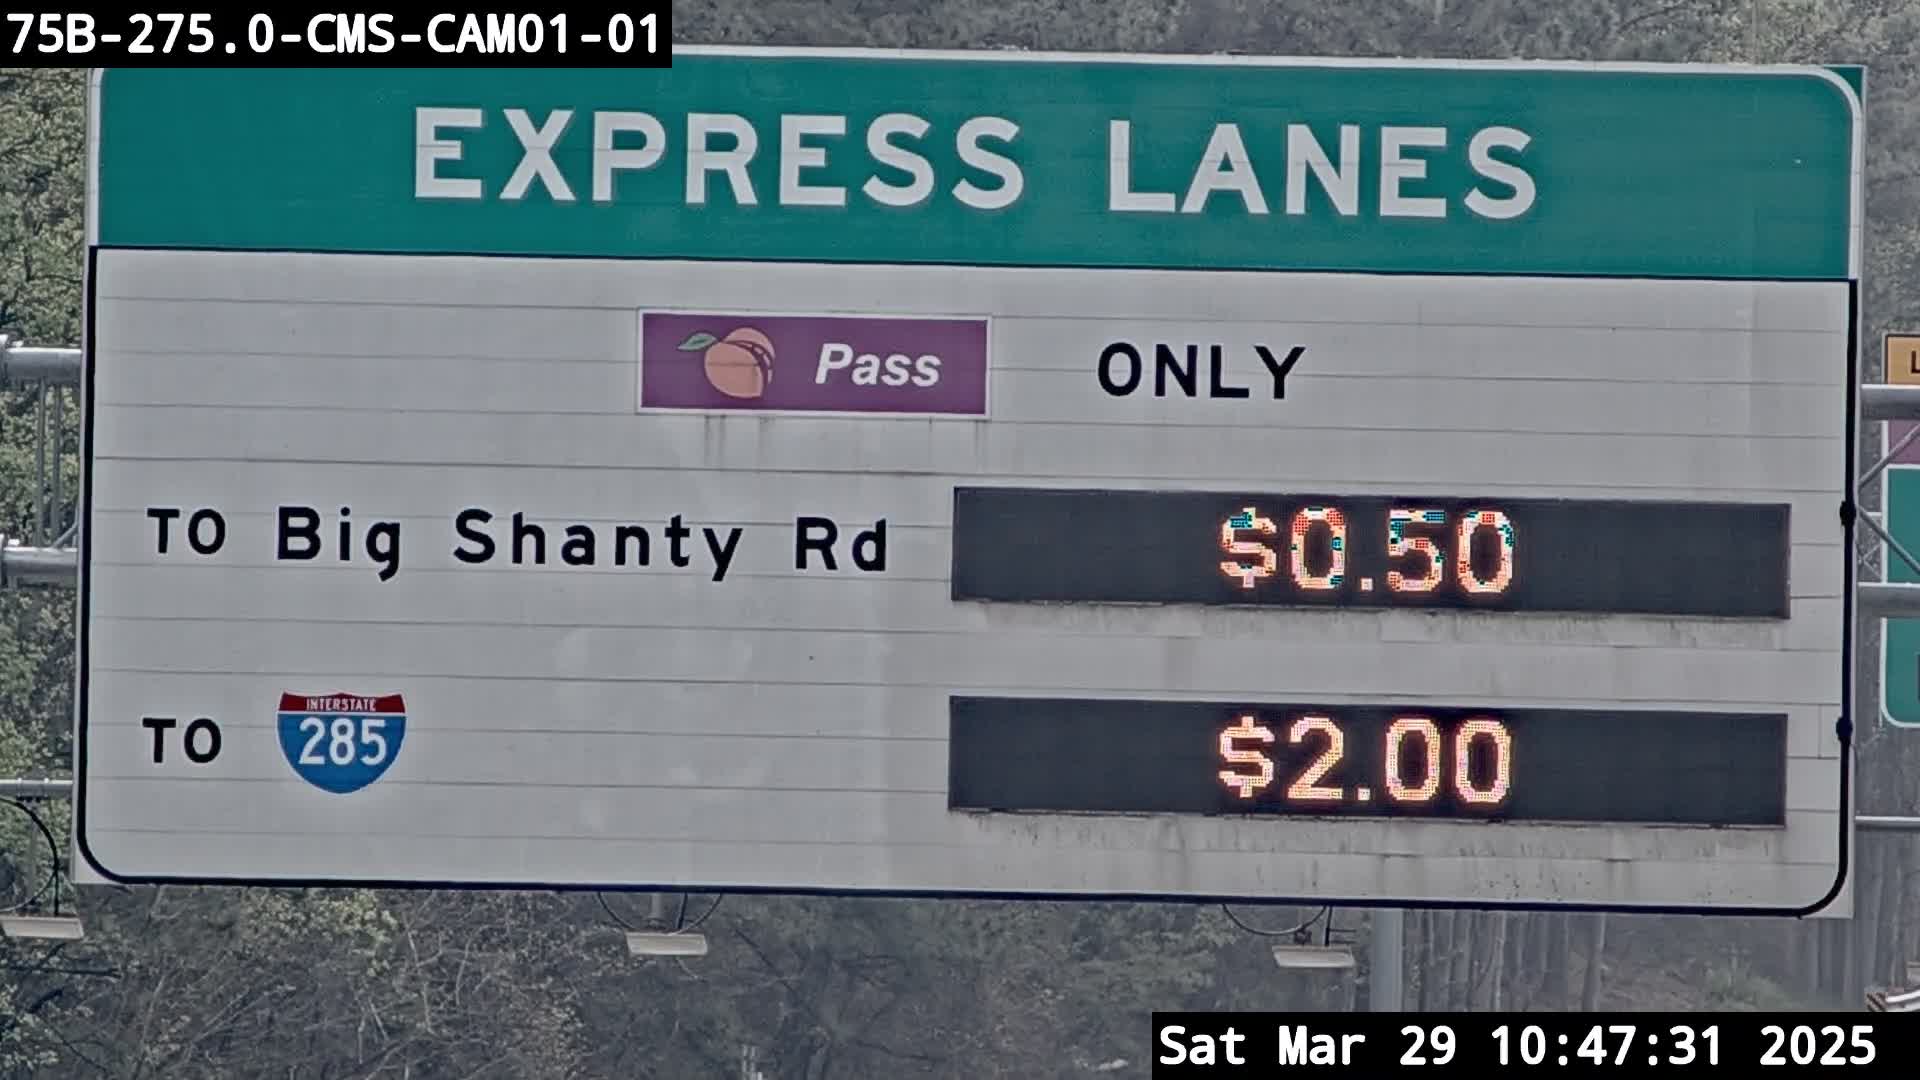 75B-275.0-CMS-CAM01-01
EXPRESS LANES
Pass ONLY
TO Big Shanty Rd $0.50
TO INTERSTATE 285 $2.00
Sat Mar 29 10:47:31 2025